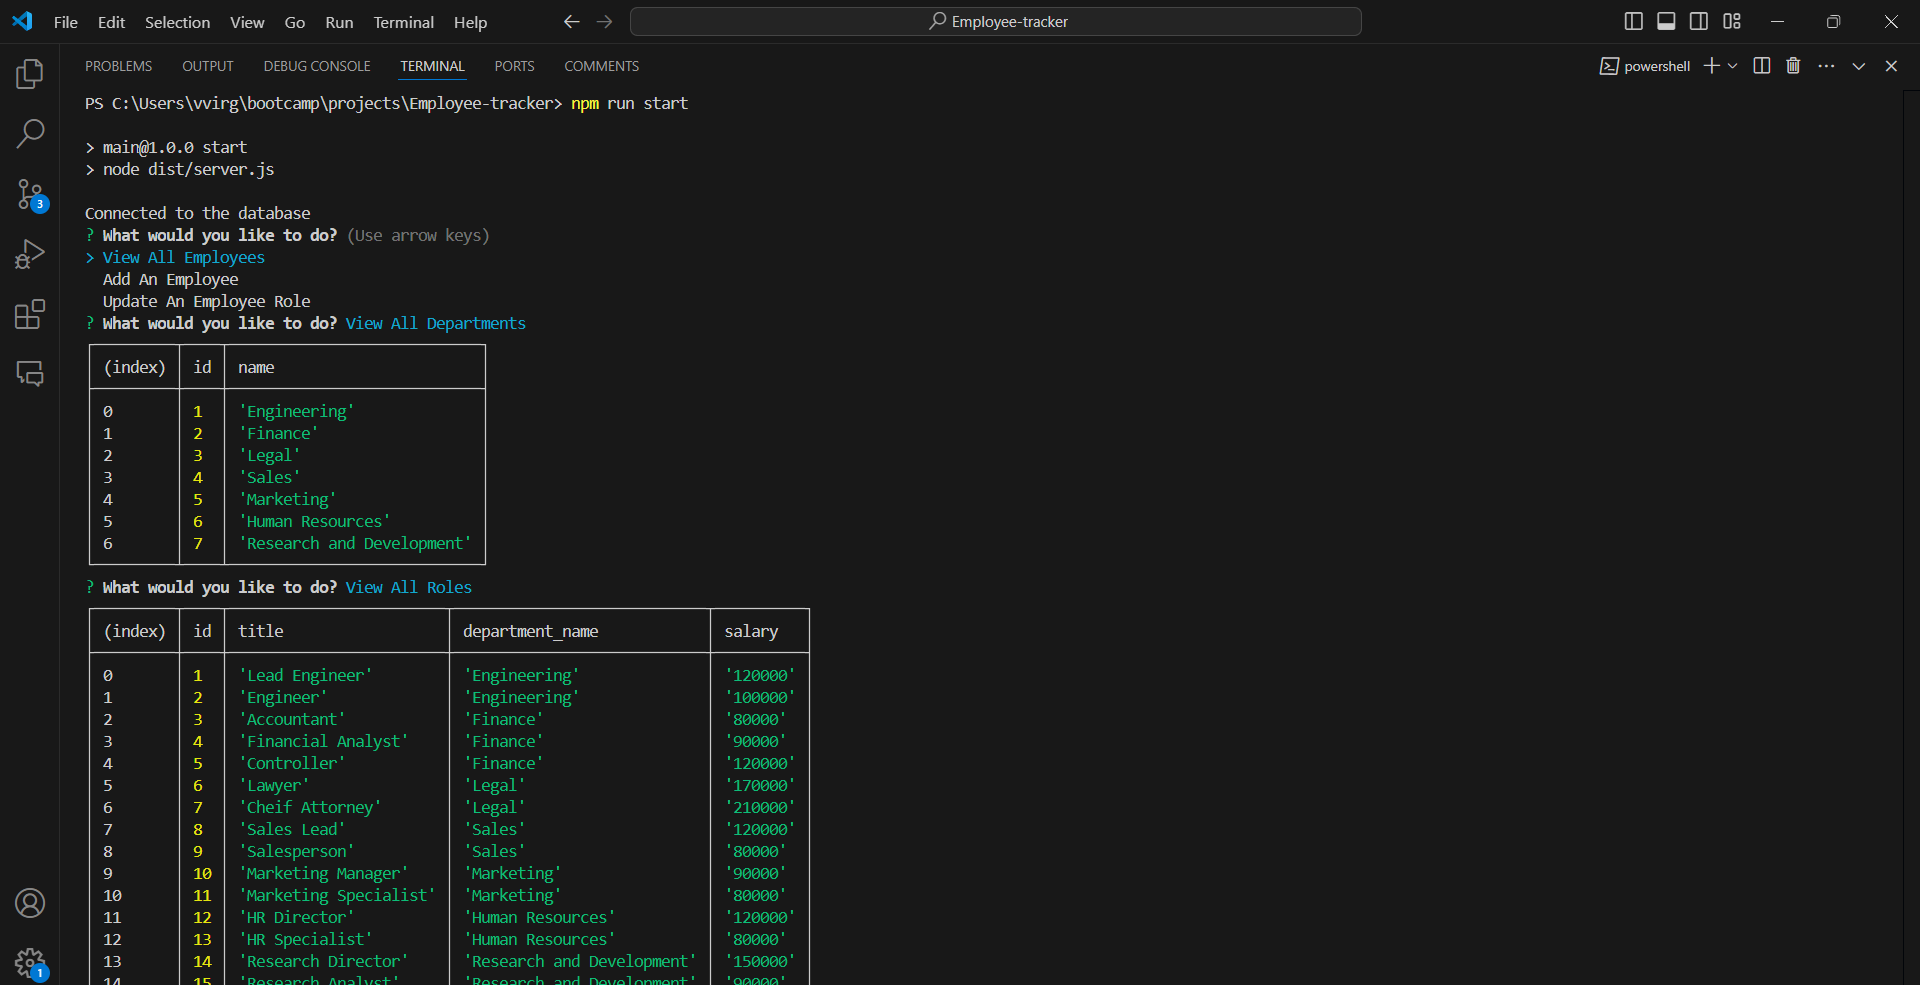 File Edit Selection View Go Run Terminal Help
Employee-tracker
PROBLEMS OUTPUT DEBUG CONSOLE TERMINAL PORTS COMMENTS
powershell
PS C:\Users\vvirg\bootcamp\projects\Employee-tracker> npm run start
> main@1.0.0 start
> node dist/server.js
Connected to the database
? What would you like to do? (Use arrow keys)
> View All Employees
Add An Employee
Update An Employee Role
? What would you like to do? View All Departments
(index) id name
0 1 'Engineering'
1 2 'Finance'
2 3 'Legal'
3 4 'Sales'
4 5 'Marketing'
5 6 'Human Resources'
6 7 'Research and Development'
? What would you like to do? View All Roles
(index) id title department_name salary
0 1 'Lead Engineer' 'Engineering' '120000'
1 2 'Engineer' 'Engineering' '100000'
2 3 'Accountant' 'Finance' '80000'
3 4 'Financial Analyst' 'Finance' '90000'
4 5 'Controller' 'Finance' '120000'
5 6 'Lawyer' 'Legal' '170000'
6 7 'Cheif Attorney' 'Legal' '210000'
7 8 'Sales Lead' 'Sales' '120000'
8 9 'Salesperson' 'Sales' '80000'
9 10 'Marketing Manager' 'Marketing' '90000'
10 11 'Marketing Specialist' 'Marketing' '80000'
11 12 'HR Director' 'Human Resources' '120000'
12 13 'HR Specialist' 'Human Resources' '80000'
13 14 'Research Director' 'Research and Development' '150000'
14 15 'Research Analyst' 'Research and Development' '90000'
3
1